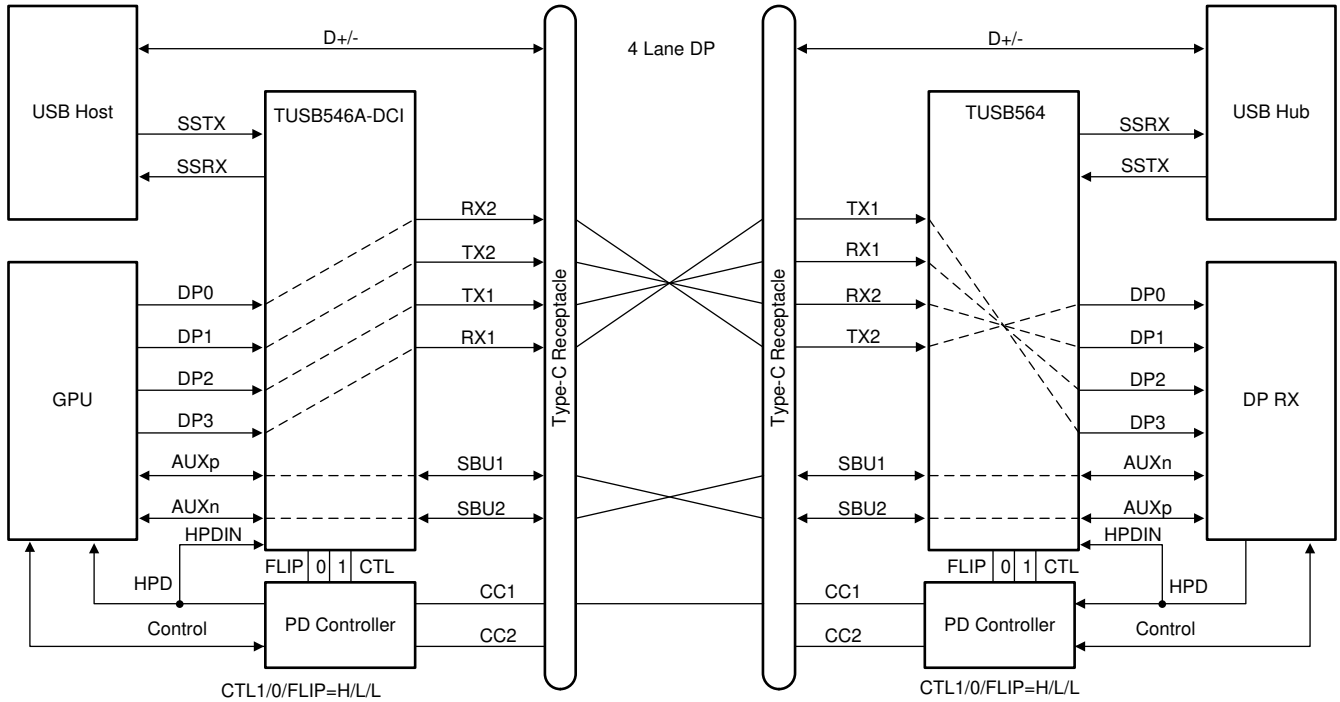 D+/-
4 Lane DP
D+/-
USB Host
TUSB546A-DCI
TUSB564
USB Hub
SSTX
SSRX
SSRX
SSTX
RX2
TX2
TX1
RX1
Type-C Receptacle
Type-C Receptacle
TX1
RX1
RX2
TX2
GPU
DP0
DP1
DP2
DP3
AUXp
AUXn
HPDIN
SBU1
SBU2
SBU1
SBU2
DP0
DP1
DP2
DP3
AUXn
AUXp
HPDIN
DP RX
FLIP 0 1 CTL
FLIP 0 1 CTL
HPD
Control
PD Controller
CC1
CC2
CC1
CC2
PD Controller
HPD
Control
CTL1/0/FLIP=H/L/L
CTL1/0/FLIP=H/L/L